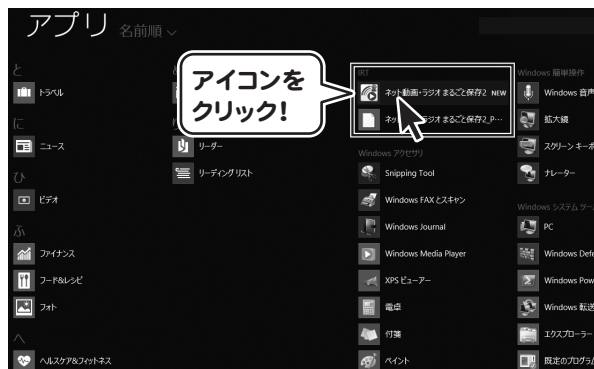 アプリ 名前順
と
トラベル
に
ニュース
ひ
ビデオ
ふ
ファイナンス
フード&レシピ
フォト
へ
ヘルスケア&フィットネス
アイコンを
クリック!
リーダー
リーディング リスト
IRT
ネット動画・ラジオ まるごと保存2 NEW
ラジオ まるごと保存2_P…
Windows アクセサリ
Snipping Tool
Windows FAX とスキャン
Windows Journal
Windows Media Player
XPS ビューアー
電卓
付箋
ペイント
Windows 簡単操作
Windows 音声
拡大鏡
スクリーン キーボ
ナレーター
Windows システム ツー
PC
Windows Defe
Windows Pow
Windows 転送
エクスプローラー
既定のプログラム